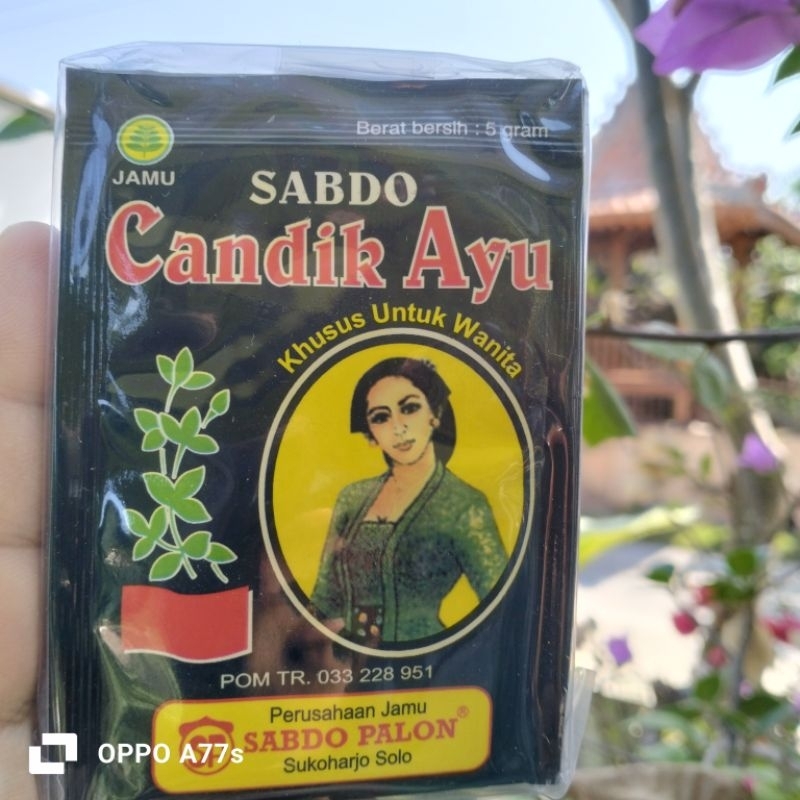 Berat bersih : 5 gram
JAMU
SABDO
Candik Ayu
Khusus Untuk Wanita
POM TR. 033 228 951
Perusahaan Jamu
SP SABDO PALON®
Sukoharjo Solo
OPPO A77s